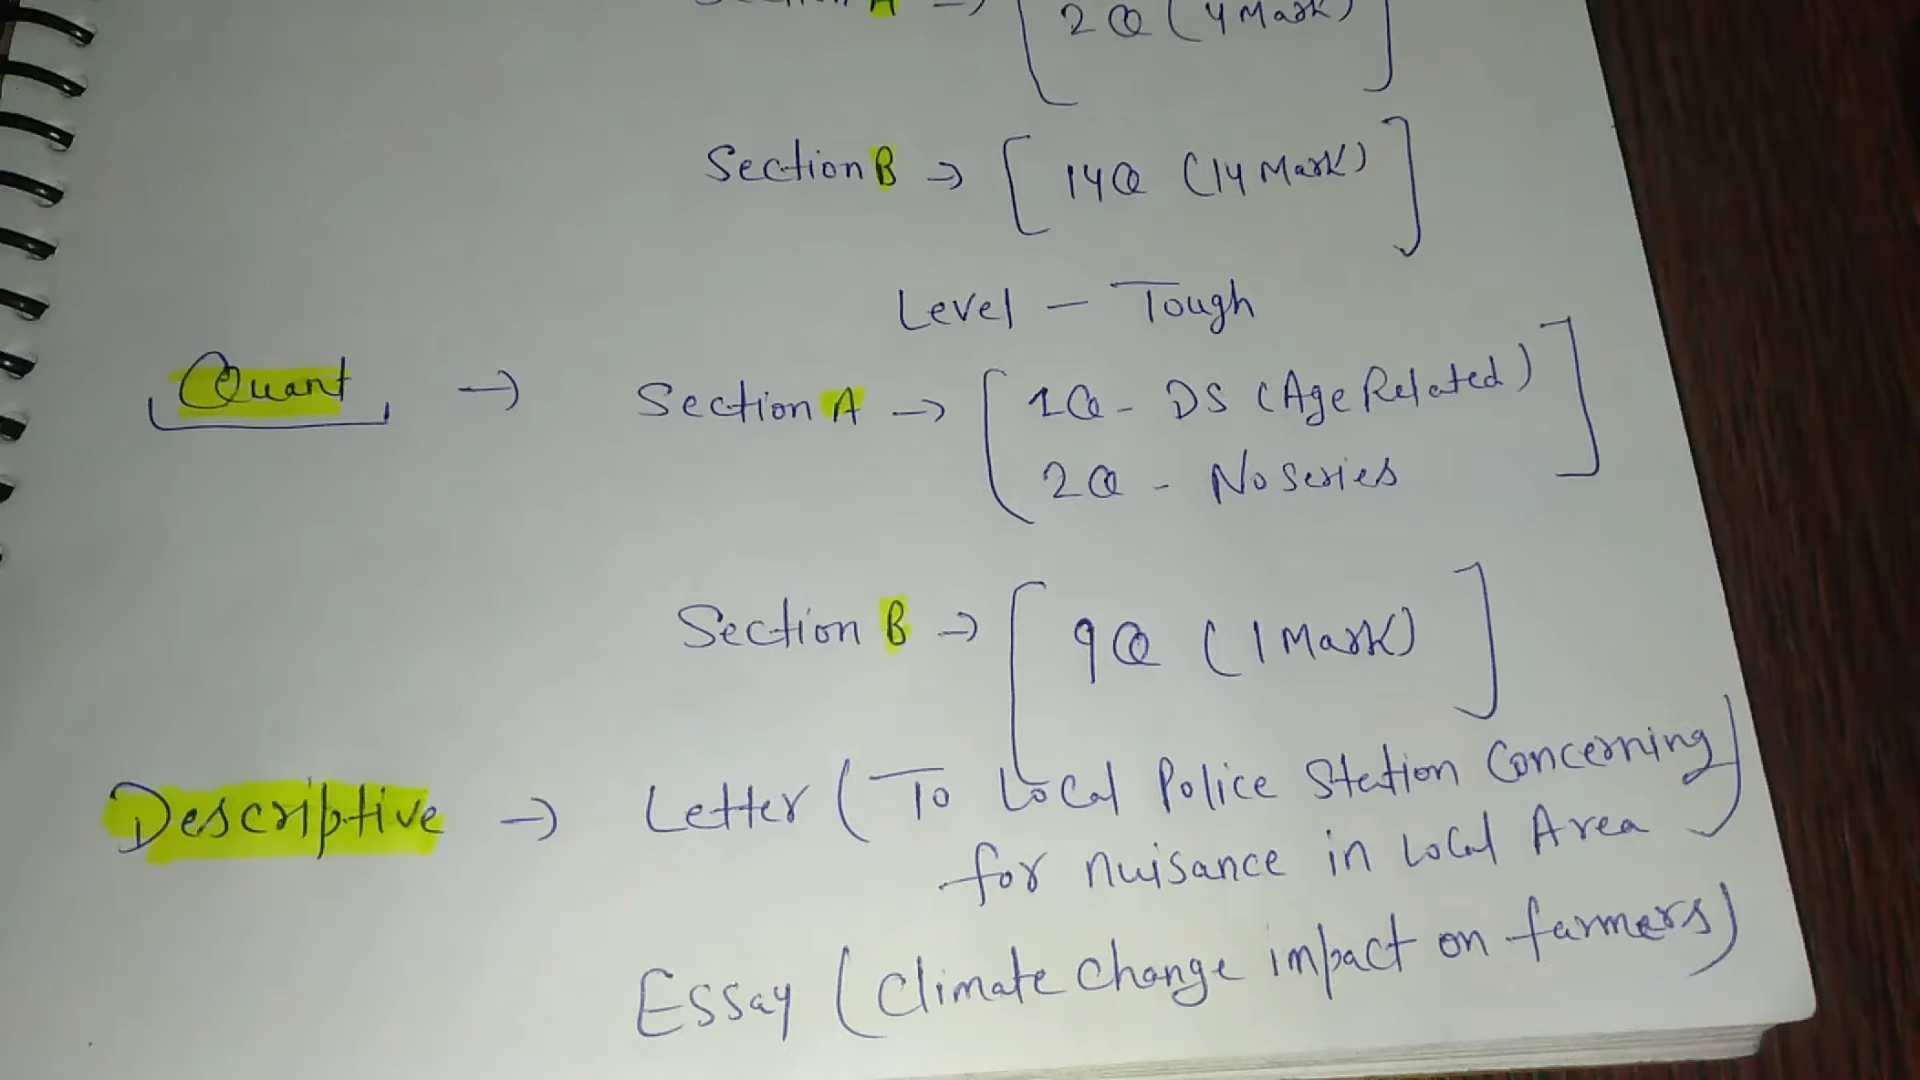 Section A → [ 2Q (4 Mark) ]
Section B → [ 14Q (14 Mark) ]
Level - Tough
Quant → Section A → [ 1Q - DS (Age Related)
2Q - No series ]
Section B → [ 9Q (1 Mark) ]
Descriptive → Letter ( To Local Police Station Concerning
for nuisance in Local Area )
Essay ( Climate change impact on farmers )